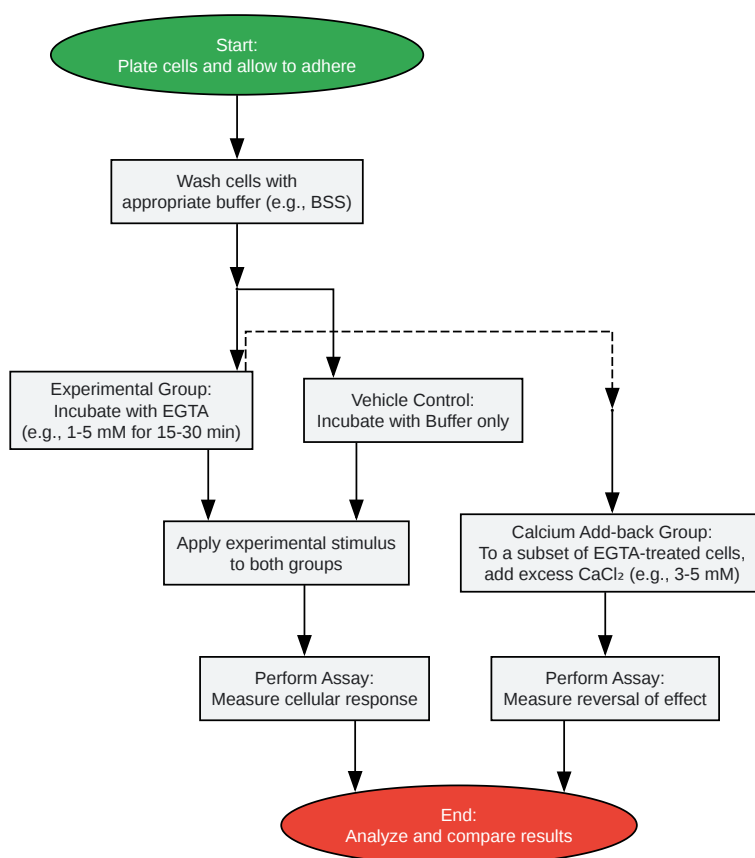 Start:
Plate cells and allow to adhere
Wash cells with
appropriate buffer (e.g., BSS)
Experimental Group:
Incubate with EGTA
(e.g., 1-5 mM for 15-30 min)
Vehicle Control:
Incubate with Buffer only
Apply experimental stimulus
to both groups
Calcium Add-back Group:
To a subset of EGTA-treated cells,
add excess CaCl₂ (e.g., 3-5 mM)
Perform Assay:
Measure cellular response
Perform Assay:
Measure reversal of effect
End:
Analyze and compare results